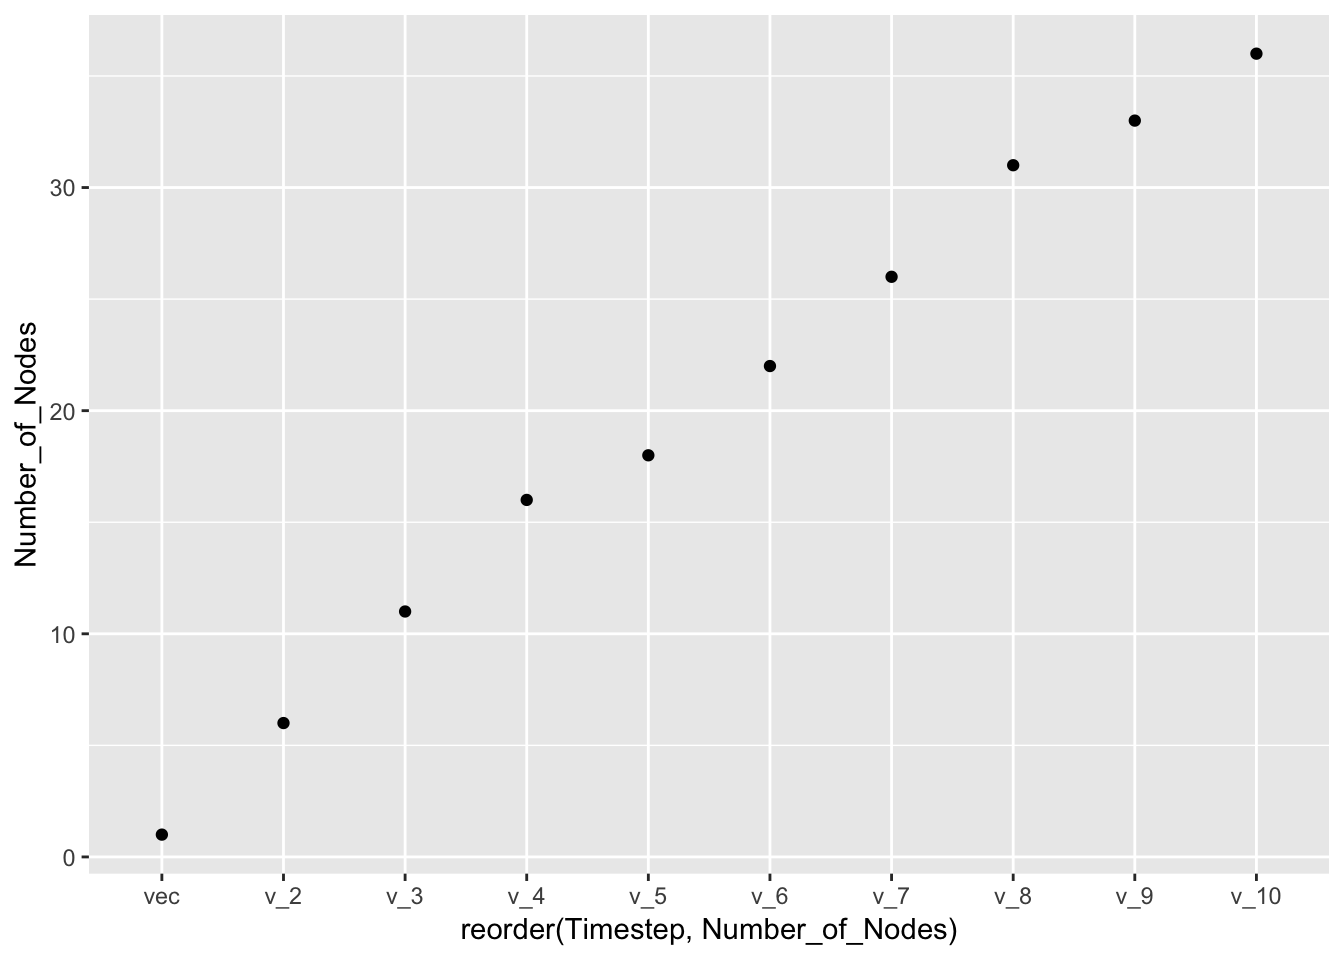 Number_of_Nodes
30
20
10
0
vec v_2 v_3 v_4 v_5 v_6 v_7 v_8 v_9 v_10
reorder(Timestep, Number_of_Nodes)